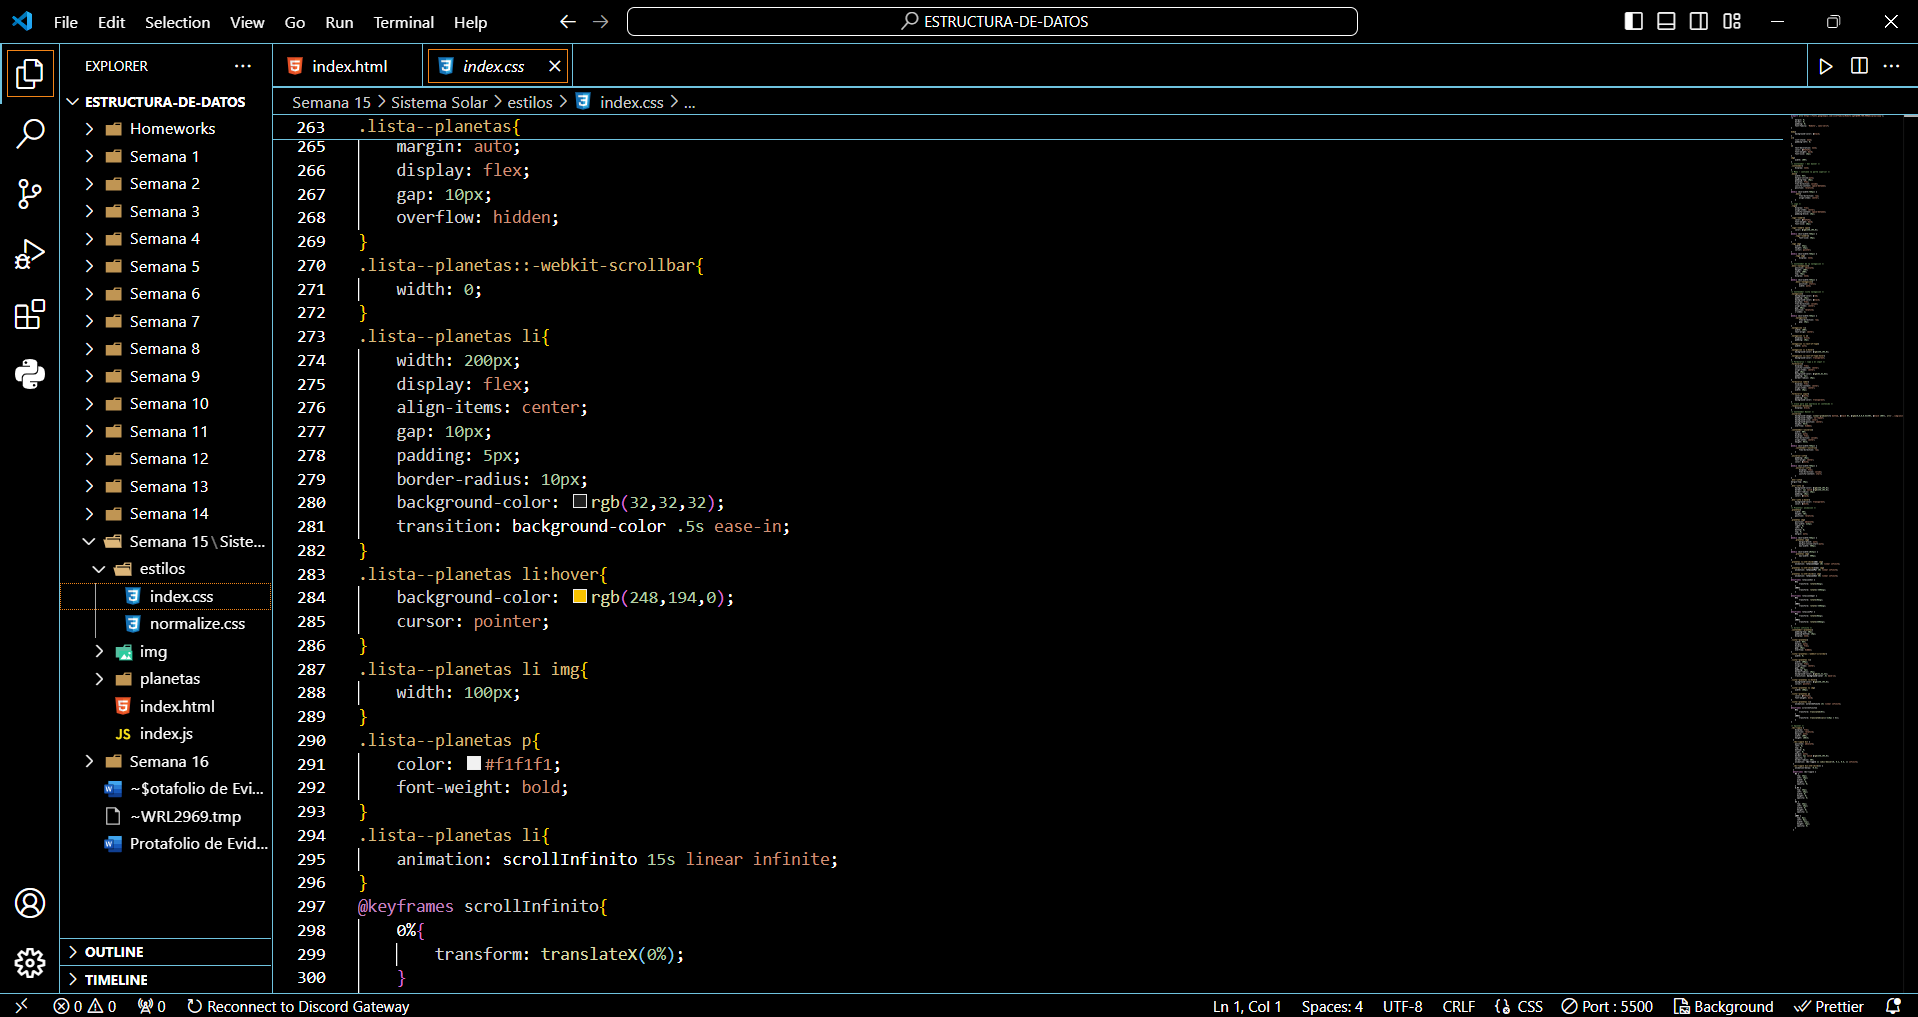 File Edit Selection View Go Run Terminal Help
ESTRUCTURA-DE-DATOS
EXPLORER
ESTRUCTURA-DE-DATOS
Homeworks
Semana 1
Semana 2
Semana 3
Semana 4
Semana 5
Semana 6
Semana 7
Semana 8
Semana 9
Semana 10
Semana 11
Semana 12
Semana 13
Semana 14
Semana 15\Siste...
estilos
index.css
normalize.css
img
planetas
index.html
JS index.js
Semana 16
~$otafolio de Evi...
~WRL2969.tmp
Protafolio de Evid...
OUTLINE
TIMELINE
index.html
index.css
Semana 15 > Sistema Solar > estilos > index.css > ...
263 .lista--planetas{
265 margin: auto;
266 display: flex;
267 gap: 10px;
268 overflow: hidden;
269 }
270 .lista--planetas::-webkit-scrollbar{
271 width: 0;
272 }
273 .lista--planetas li{
274 width: 200px;
275 display: flex;
276 align-items: center;
277 gap: 10px;
278 padding: 5px;
279 border-radius: 10px;
280 background-color: rgb(32,32,32);
281 transition: background-color .5s ease-in;
282 }
283 .lista--planetas li:hover{
284 background-color: rgb(248,194,0);
285 cursor: pointer;
286 }
287 .lista--planetas li img{
288 width: 100px;
289 }
290 .lista--planetas p{
291 color: #f1f1f1;
292 font-weight: bold;
293 }
294 .lista--planetas li{
295 animation: scrollInfinito 15s linear infinite;
296 }
297 @keyframes scrollInfinito{
298 0%{
299 transform: translateX(0%);
300 }
0 0 0 Reconnect to Discord Gateway
Ln 1, Col 1 Spaces: 4 UTF-8 CRLF {} CSS Port : 5500 Background Prettier